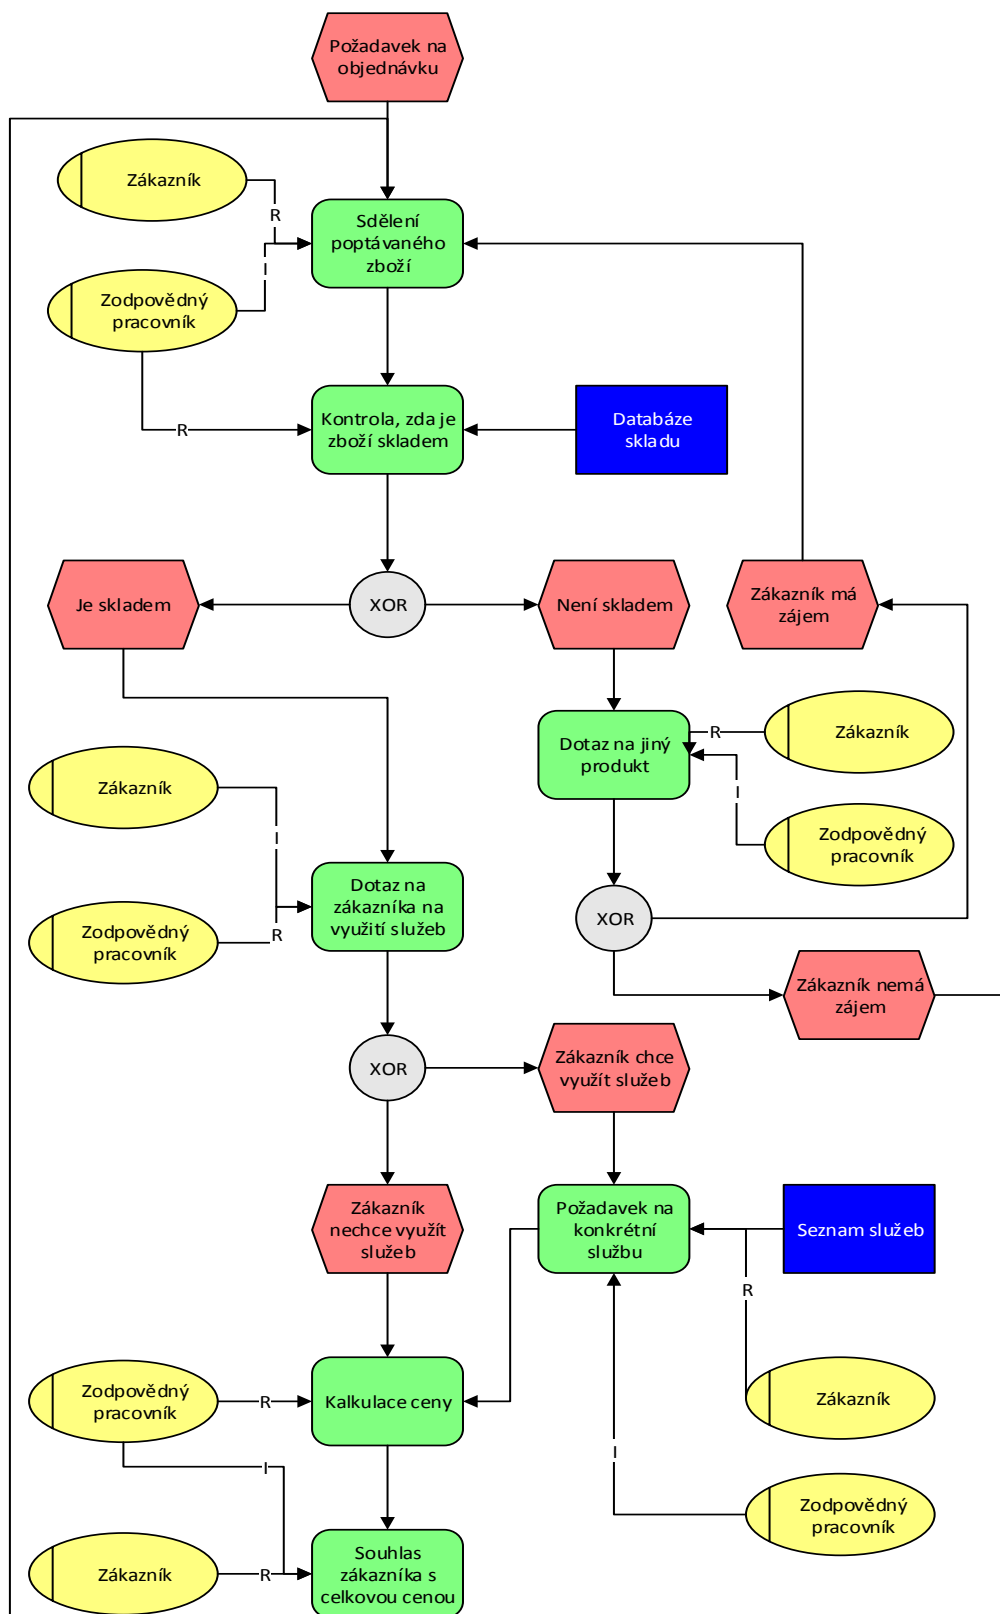 Požadavek na
objednávku
Zákazník
R
Sdělení
poptávaného
zboží
I
Zodpovědný
pracovník
R
Kontrola, zda je
zboží skladem
Databáze
skladu
Je skladem
XOR
Není skladem
Zákazník má
zájem
Dotaz na jiný
produkt
R
Zákazník
I
Zodpovědný
pracovník
Zákazník
I
Dotaz na
zákazníka na
využití služeb
Zodpovědný
pracovník
R
XOR
Zákazník nemá
zájem
XOR
Zákazník chce
využít služeb
Zákazník
nechce využít
služeb
Požadavek na
konkrétní
službu
Seznam služeb
R
Zodpovědný
pracovník
R
Kalkulace ceny
Zákazník
I
I
Zodpovědný
pracovník
Zákazník
R
Souhlas
zákazníka s
celkovou cenou